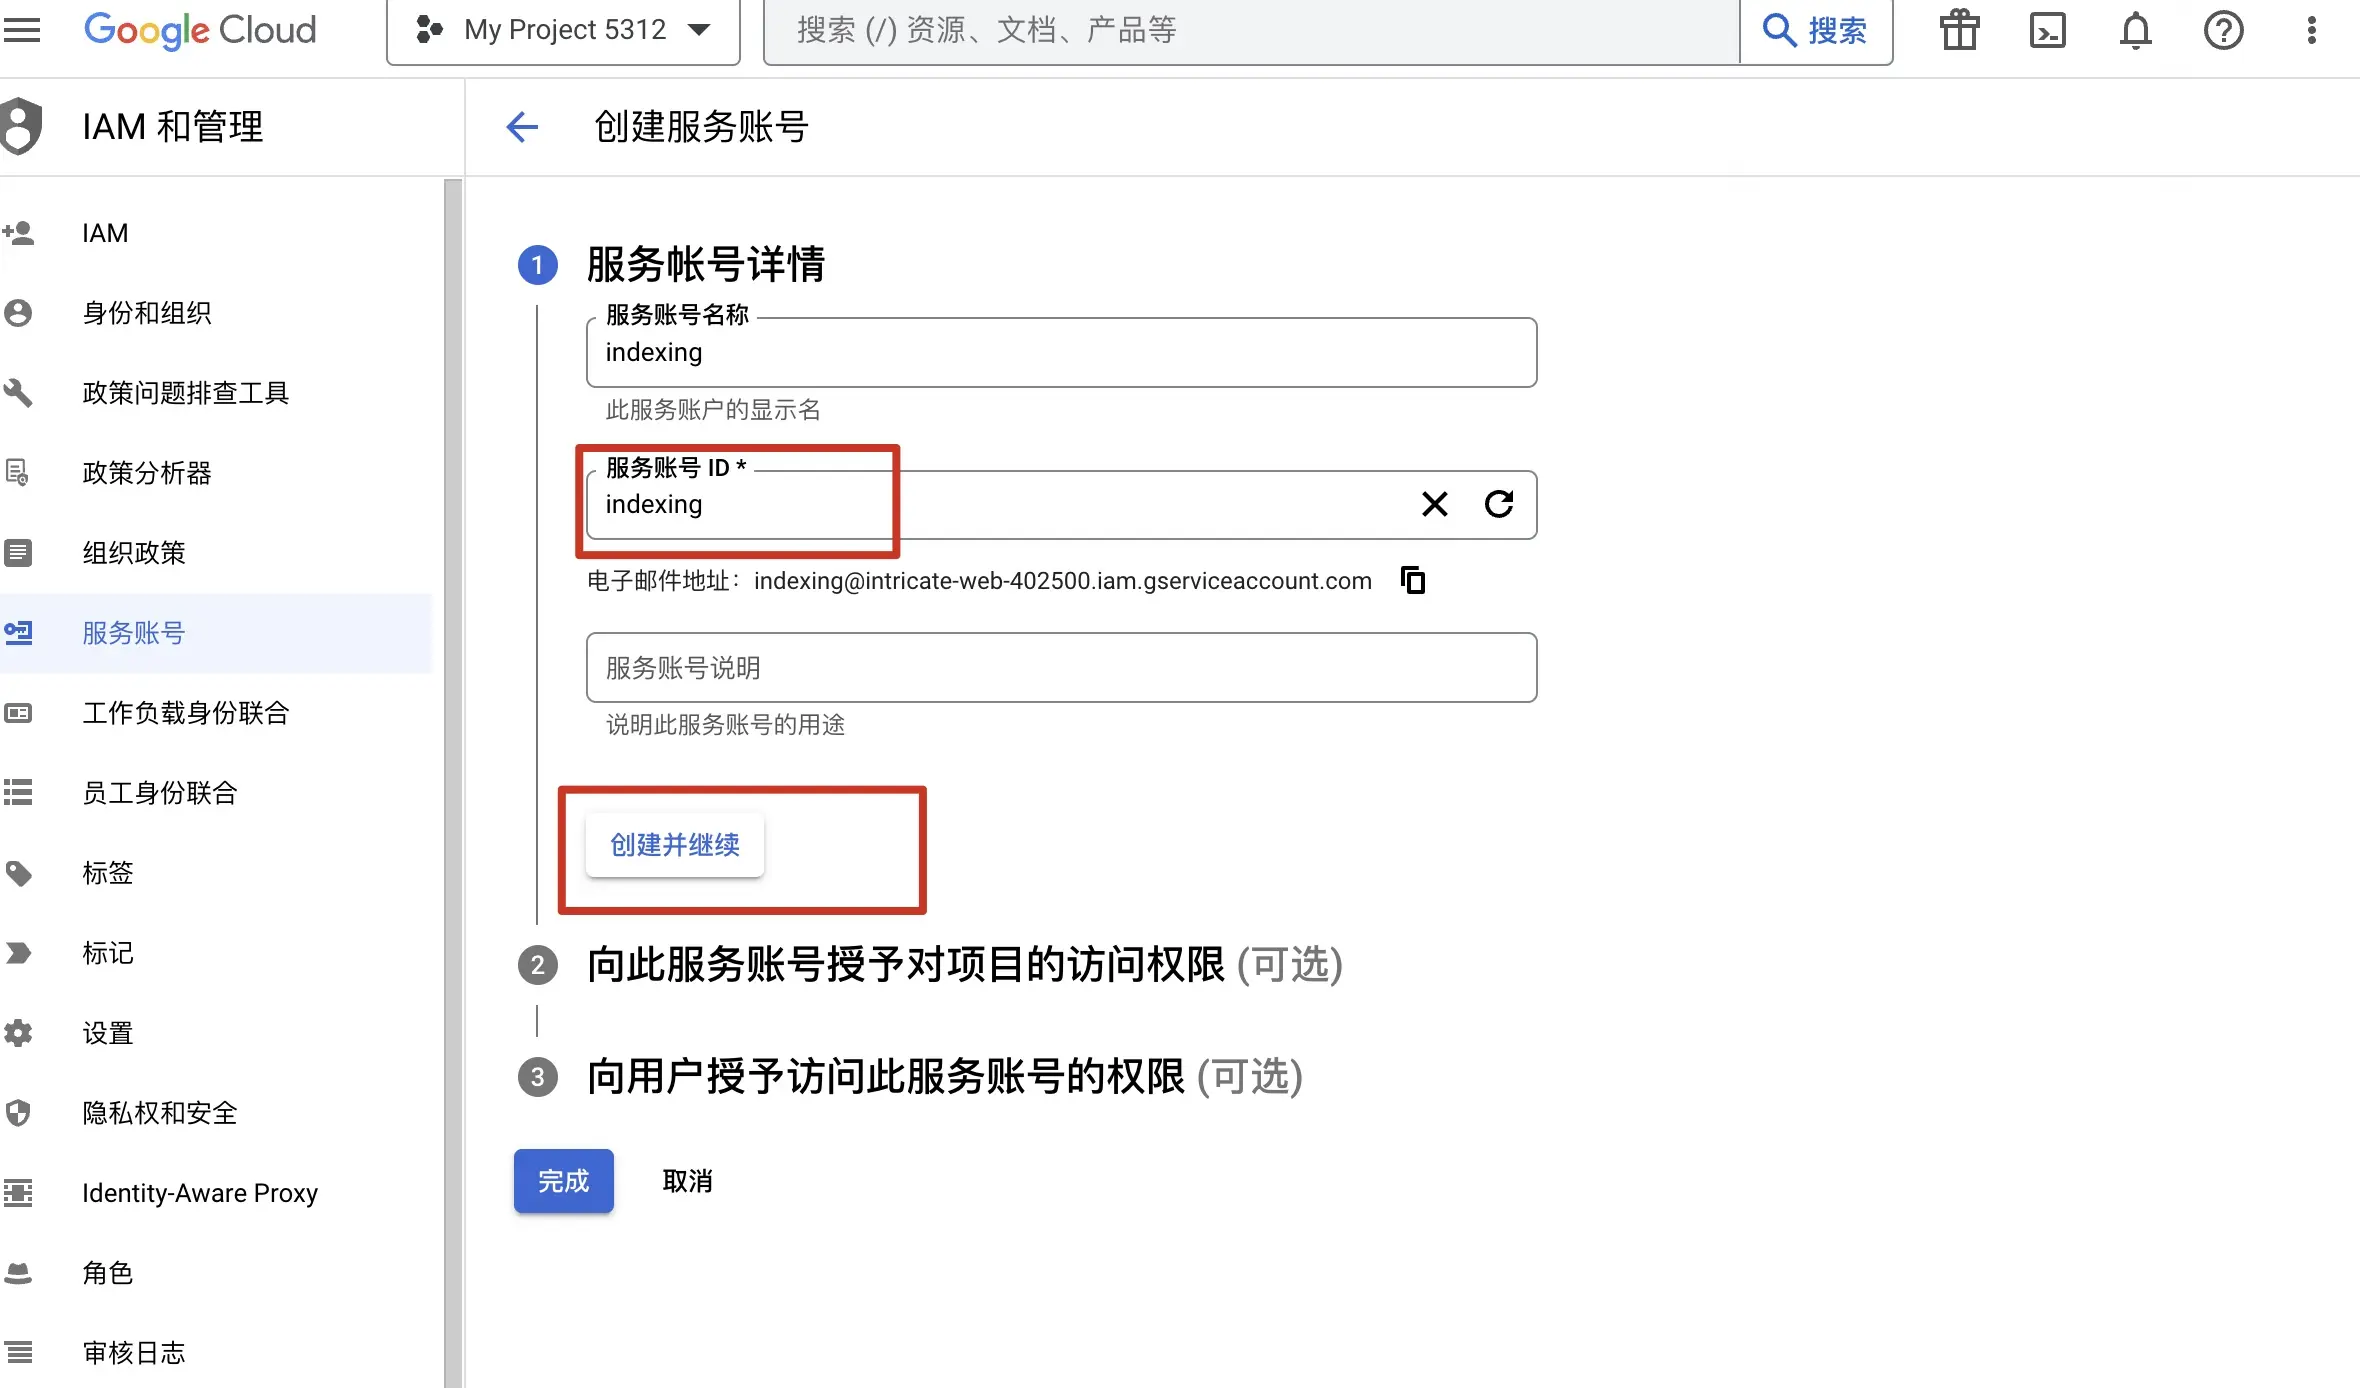 Google Cloud
My Project 5312
搜索 (/) 资源、文档、产品等
搜索
IAM 和管理
创建服务账号
IAM
身份和组织
政策问题排查工具
政策分析器
组织政策
服务账号
工作负载身份联合
员工身份联合
标签
标记
设置
隐私权和安全
Identity-Aware Proxy
角色
审核日志
1 服务帐号详情
服务账号名称
indexing
此服务账户的显示名
服务账号 ID *
indexing
电子邮件地址：indexing@intricate-web-402500.iam.gserviceaccount.com
服务账号说明
说明此服务账号的用途
创建并继续
2 向此服务账号授予对项目的访问权限 (可选)
3 向用户授予访问此服务账号的权限 (可选)
完成
取消